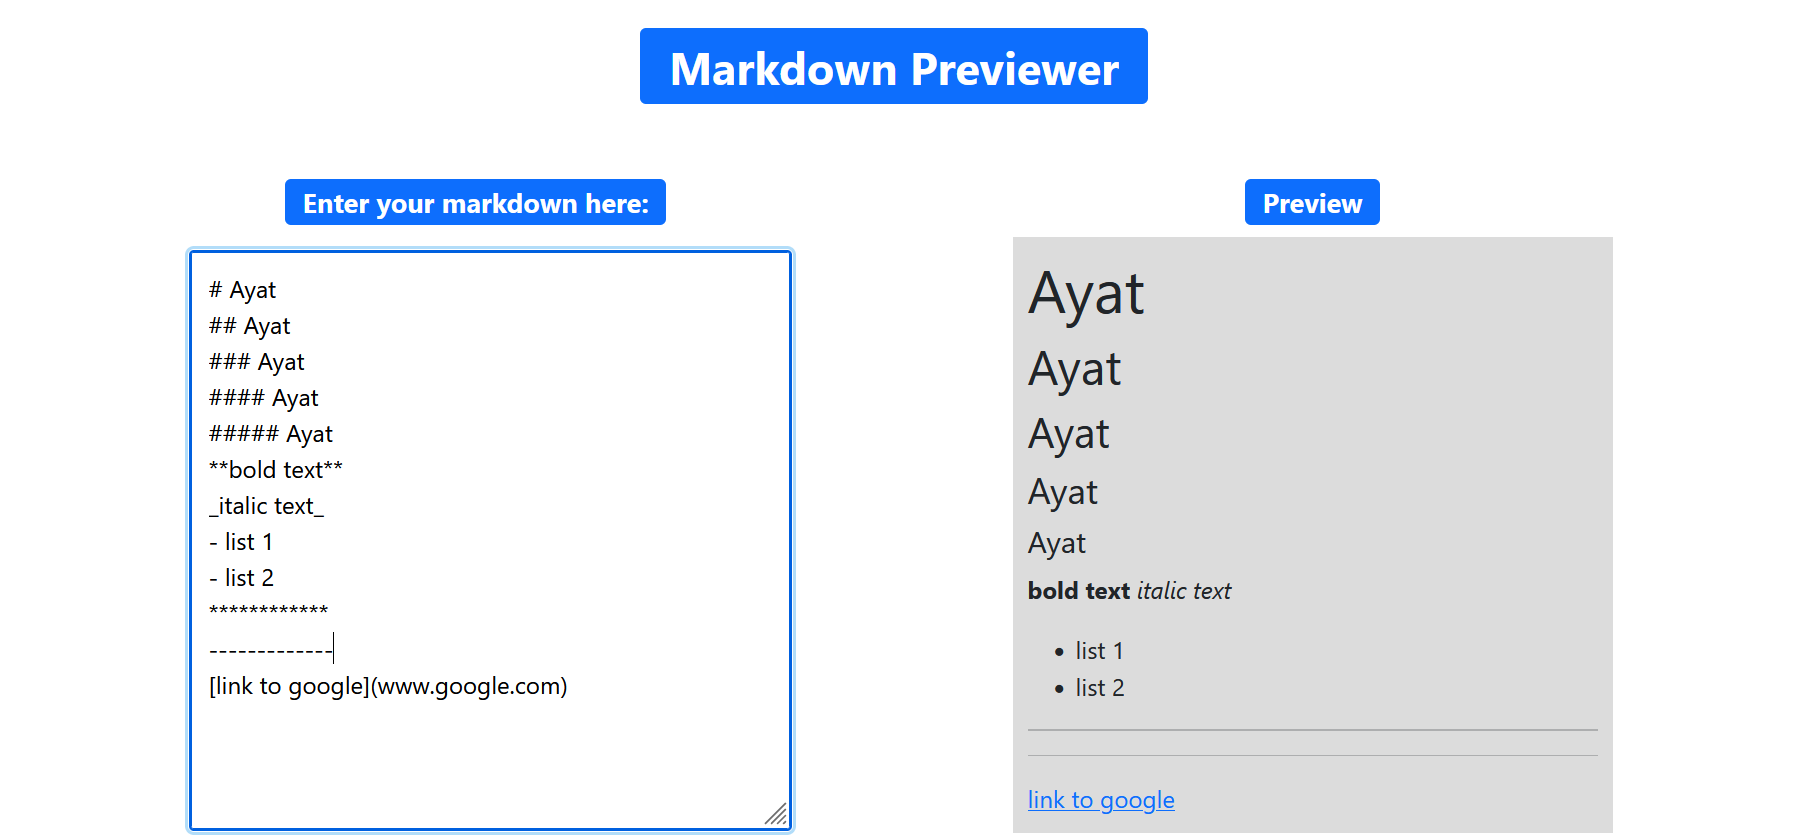 Markdown Previewer
Enter your markdown here:
# Ayat
## Ayat
### Ayat
#### Ayat
##### Ayat
**bold text**
_italic text_
- list 1
- list 2
************
-------------
[link to google](www.google.com)
Preview
Ayat
Ayat
Ayat
Ayat
Ayat
bold text italic text
• list 1
• list 2
link to google